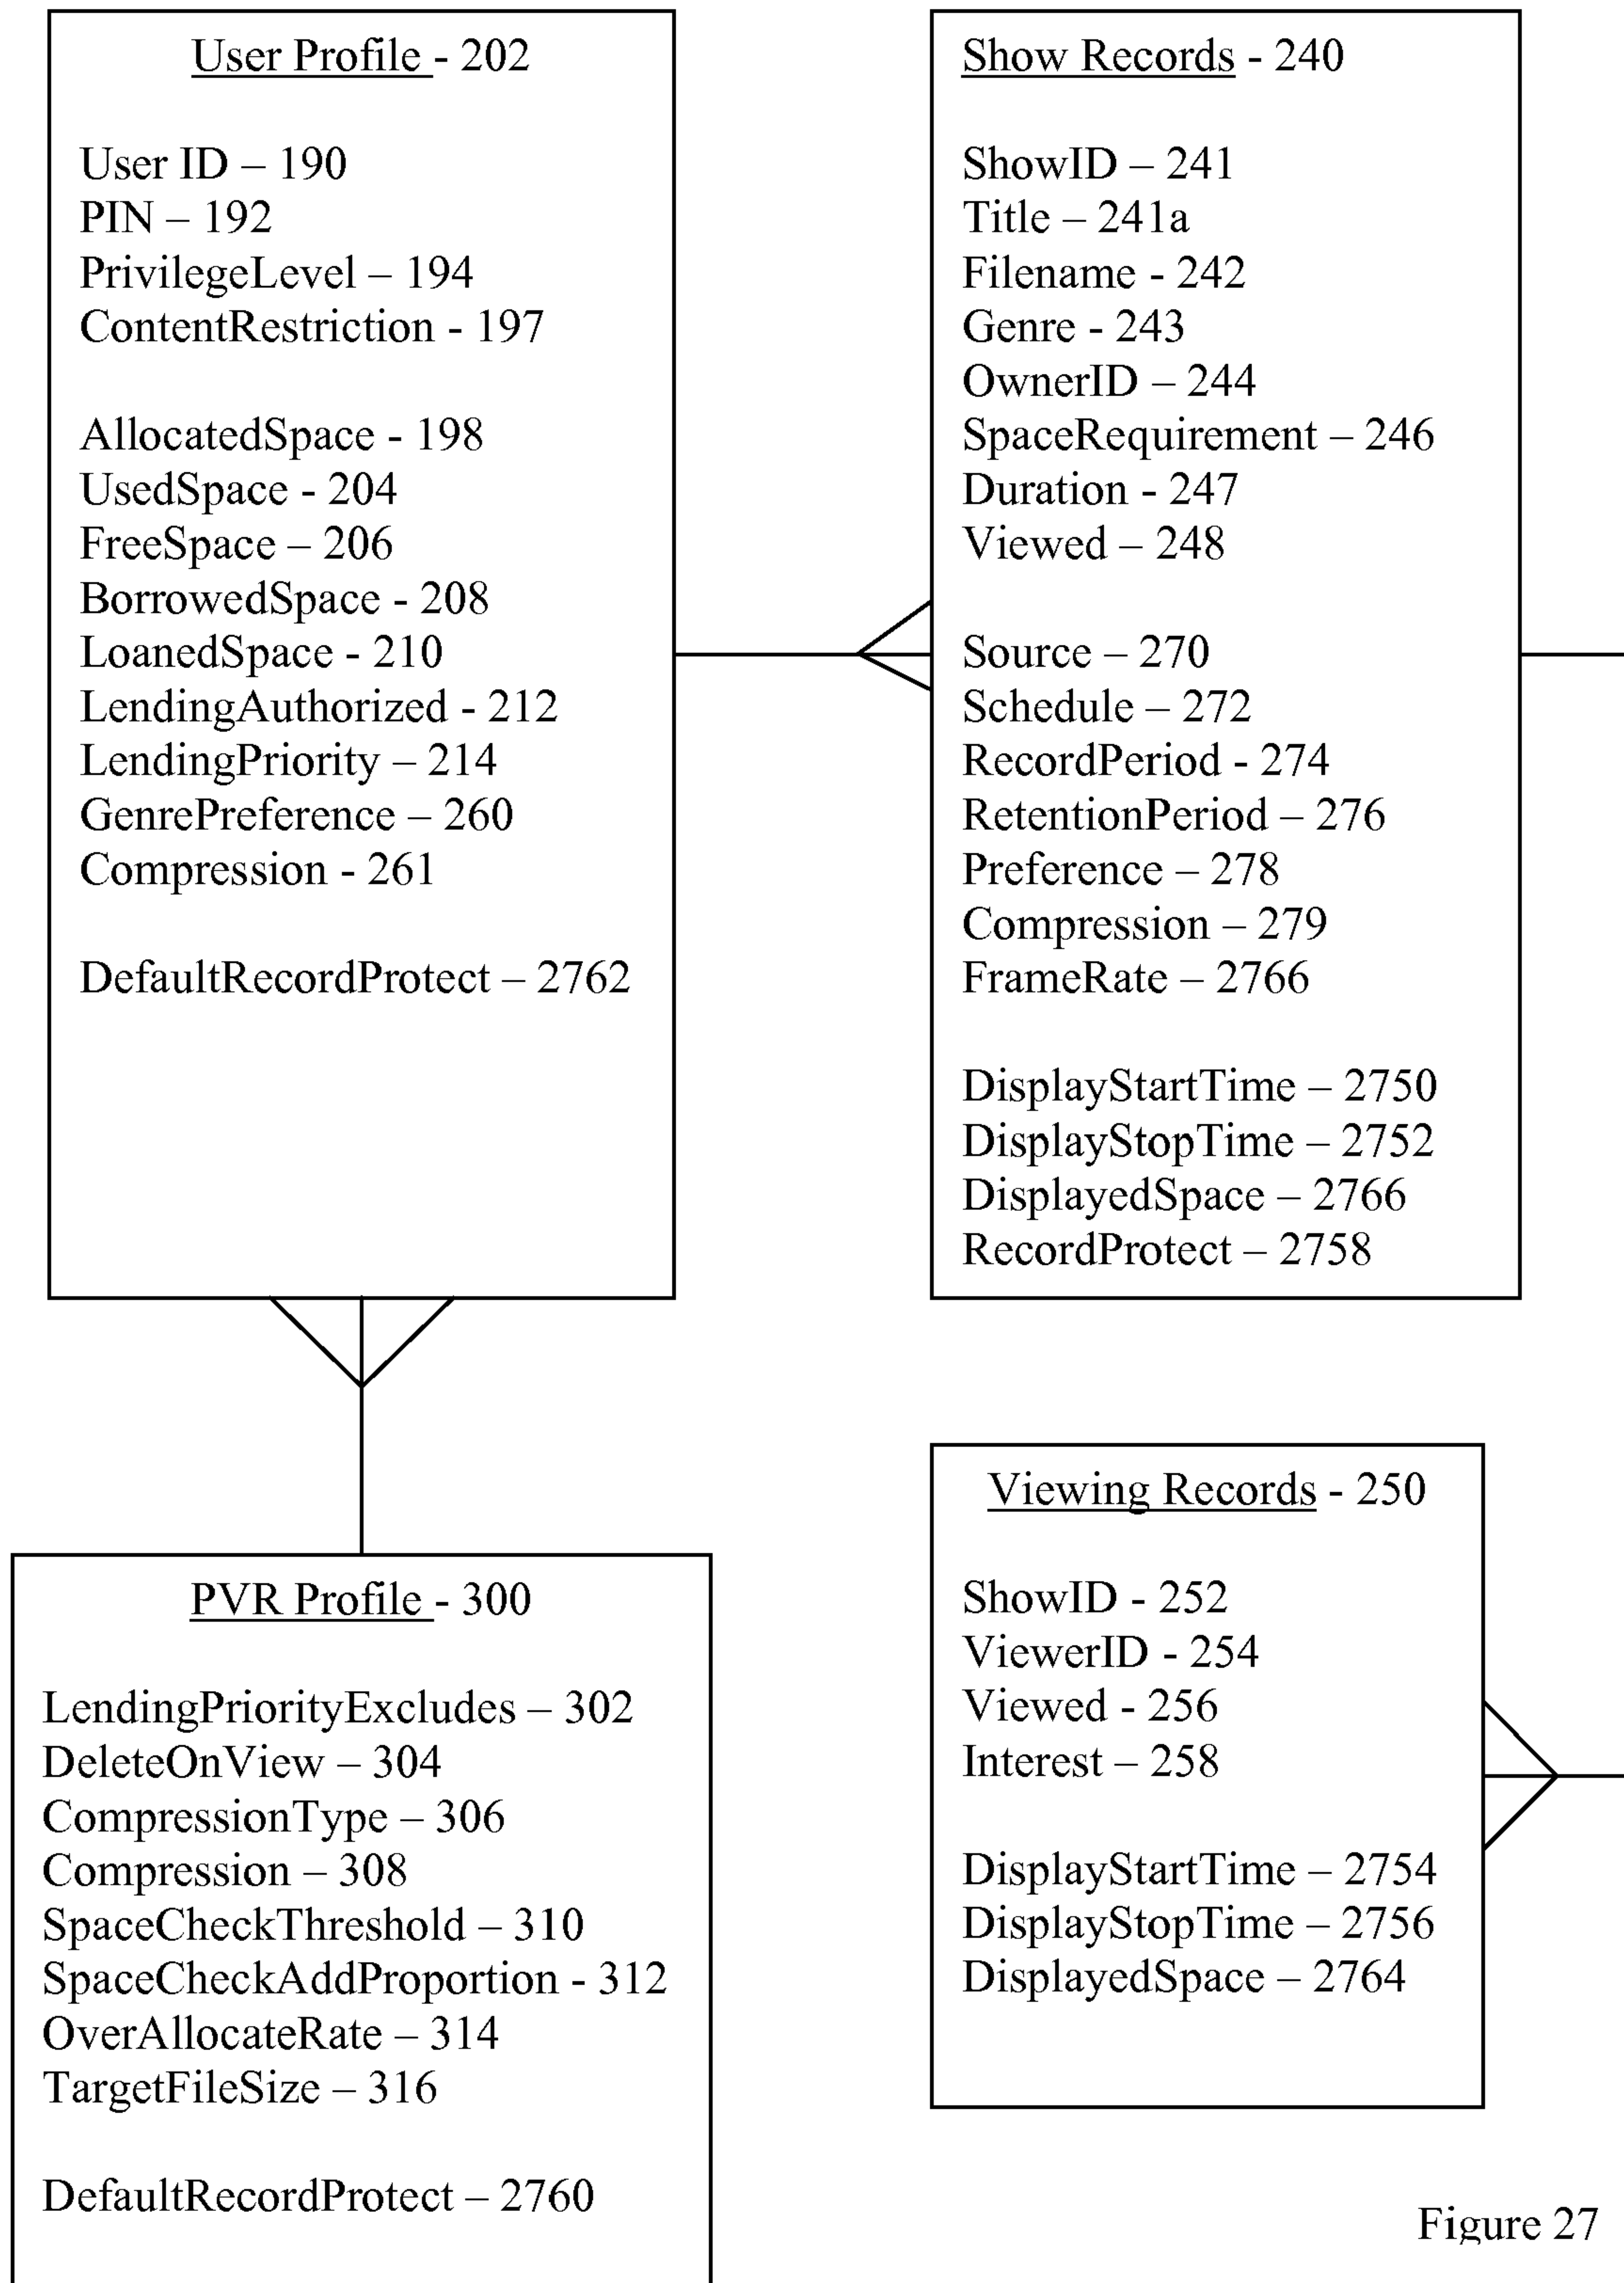 User Profile - 202
User ID – 190
PIN – 192
PrivilegeLevel – 194
ContentRestriction - 197
AllocatedSpace - 198
UsedSpace - 204
FreeSpace – 206
BorrowedSpace - 208
LoanedSpace - 210
LendingAuthorized - 212
LendingPriority – 214
GenrePreference – 260
Compression - 261
DefaultRecordProtect – 2762
Show Records - 240
ShowID – 241
Title – 241a
Filename - 242
Genre - 243
OwnerID – 244
SpaceRequirement – 246
Duration - 247
Viewed – 248
Source – 270
Schedule – 272
RecordPeriod - 274
RetentionPeriod – 276
Preference – 278
Compression – 279
FrameRate – 2766
DisplayStartTime – 2750
DisplayStopTime – 2752
DisplayedSpace – 2766
RecordProtect – 2758
PVR Profile - 300
LendingPriorityExcludes – 302
DeleteOnView – 304
CompressionType – 306
Compression – 308
SpaceCheckThreshold – 310
SpaceCheckAddProportion - 312
OverAllocateRate – 314
TargetFileSize – 316
DefaultRecordProtect – 2760
Viewing Records - 250
ShowID - 252
ViewerID - 254
Viewed - 256
Interest – 258
DisplayStartTime – 2754
DisplayStopTime – 2756
DisplayedSpace – 2764
Figure 27